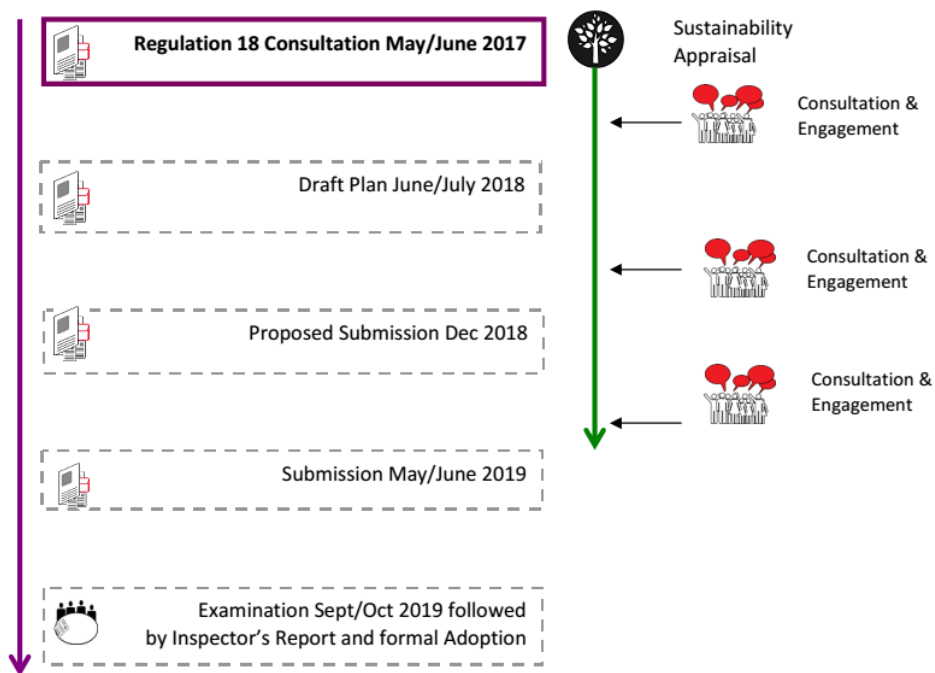 Regulation 18 Consultation May/June 2017
Sustainability
Appraisal
Consultation &
Engagement
Draft Plan June/July 2018
Consultation &
Engagement
Proposed Submission Dec 2018
Consultation &
Engagement
Submission May/June 2019
Examination Sept/Oct 2019 followed
by Inspector’s Report and formal Adoption